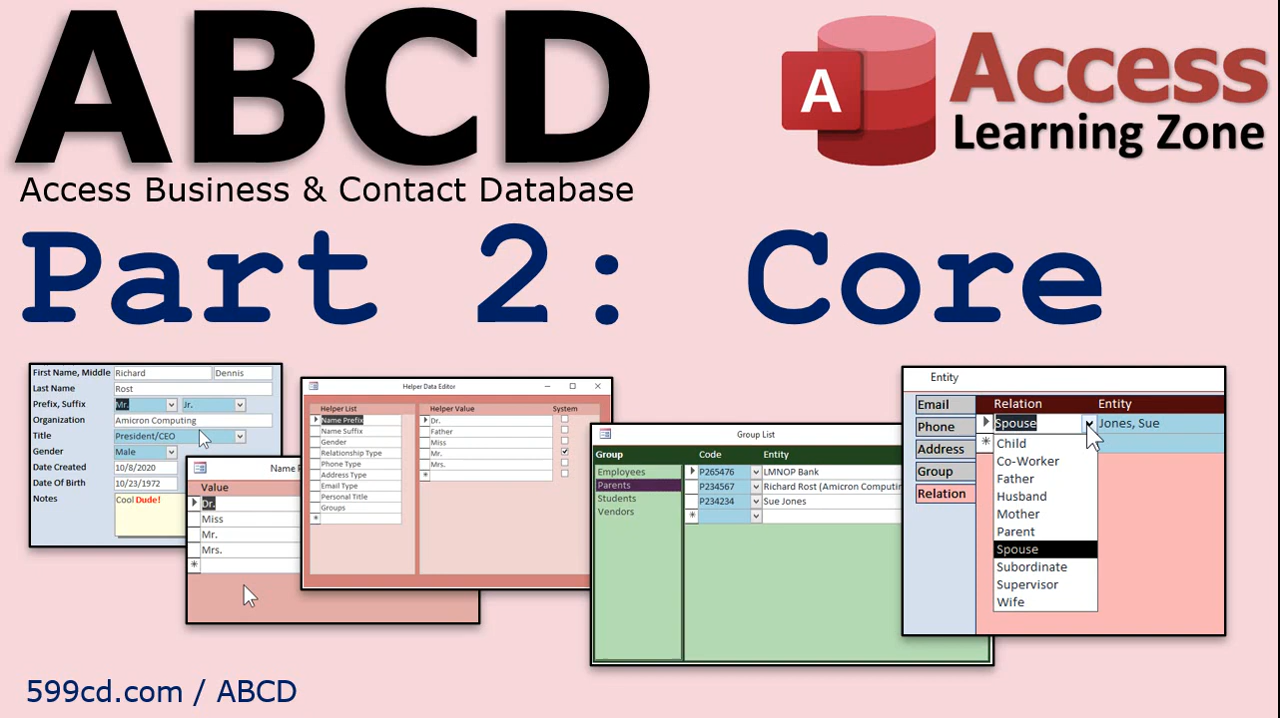 ABCD
Access Business & Contact Database
A
Access
Learning Zone
Part 2: Core
First Name, Middle Richard Dennis
Last Name Rost
Prefix, Suffix Mr. Jr.
Organization Amicron Computing
Title President/CEO
Gender Male
Date Created 10/8/2020
Date Of Birth 10/23/1972
Notes Cool Dude!
Name P
Value
Dr.
Miss
Mr.
Mrs.
Helper Data Editor
Helper List Helper Value System
Name Prefix Dr.
Name Suffix Father
Gender Miss
Relationship Type Mr.
Phone Type Mrs.
Address Type
Email Type
Personal Title
Groups
Group List
Group Code Entity
Employees P265476 LMNOP Bank
Parents P234567 Richard Rost (Amicron Computin
Students P234234 Sue Jones
Vendors
Entity
Email Relation Entity
Phone Spouse Jones, Sue
Address Child
Group Co-Worker
Relation Father
Husband
Mother
Parent
Spouse
Subordinate
Supervisor
Wife
599cd.com / ABCD